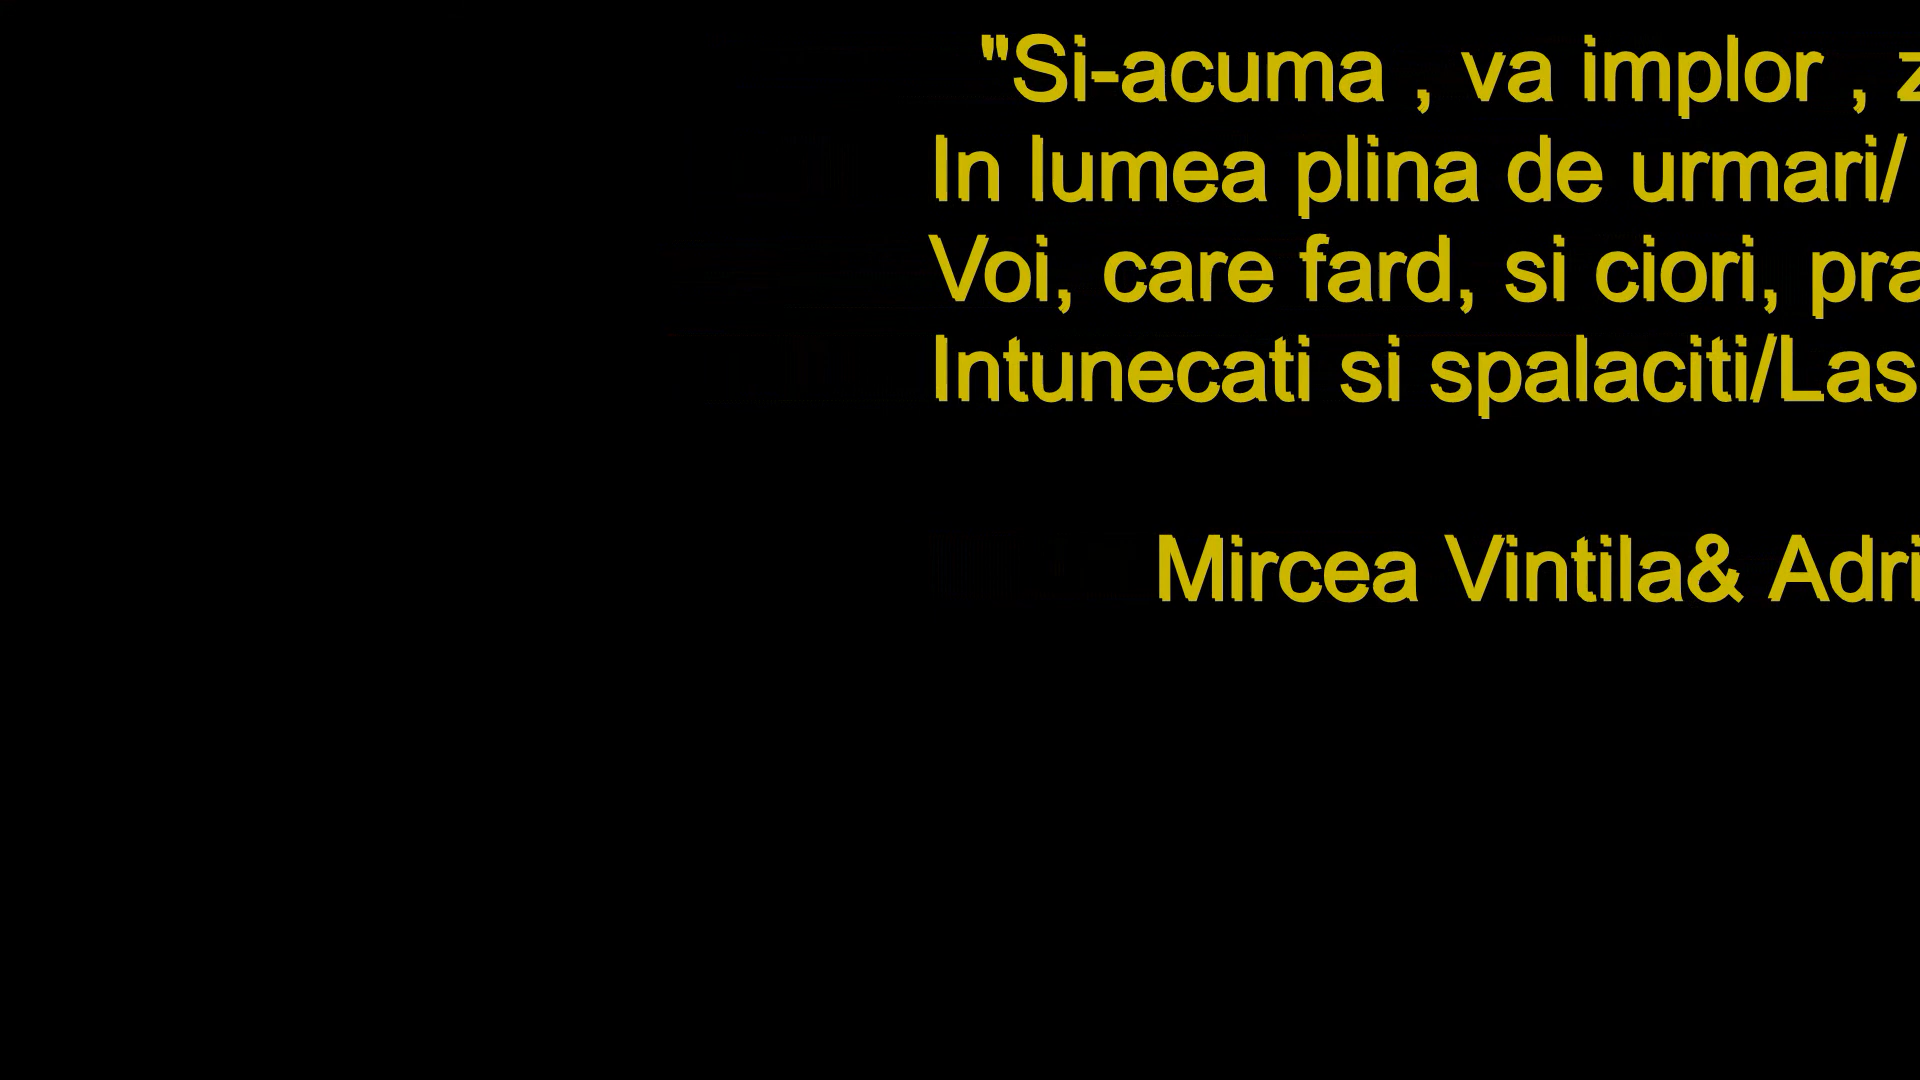 "Si-acuma , va implor , z
In lumea plina de urmari/
Voi, care fard, si ciori, pra
Intunecati si spalaciti/Las
Mircea Vintila& Adri